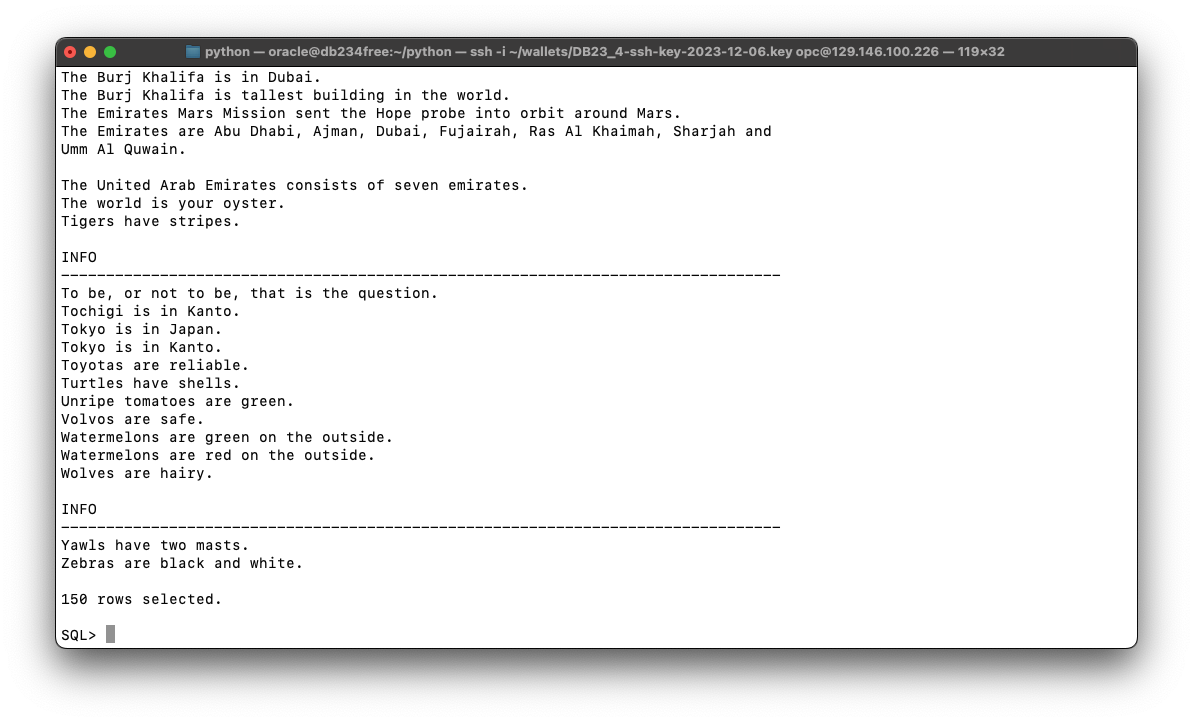 python — oracle@db234free:~/python — ssh -i ~/wallets/DB23_4-ssh-key-2023-12-06.key opc@129.146.100.226 — 119×32
The Burj Khalifa is in Dubai.
The Burj Khalifa is tallest building in the world.
The Emirates Mars Mission sent the Hope probe into orbit around Mars.
The Emirates are Abu Dhabi, Ajman, Dubai, Fujairah, Ras Al Khaimah, Sharjah and
Umm Al Quwain.
The United Arab Emirates consists of seven emirates.
The world is your oyster.
Tigers have stripes.
INFO
--------------------------------------------------------------------------------
To be, or not to be, that is the question.
Tochigi is in Kanto.
Tokyo is in Japan.
Tokyo is in Kanto.
Toyotas are reliable.
Turtles have shells.
Unripe tomatoes are green.
Volvos are safe.
Watermelons are green on the outside.
Watermelons are red on the outside.
Wolves are hairy.
INFO
--------------------------------------------------------------------------------
Yawls have two masts.
Zebras are black and white.
150 rows selected.
SQL>